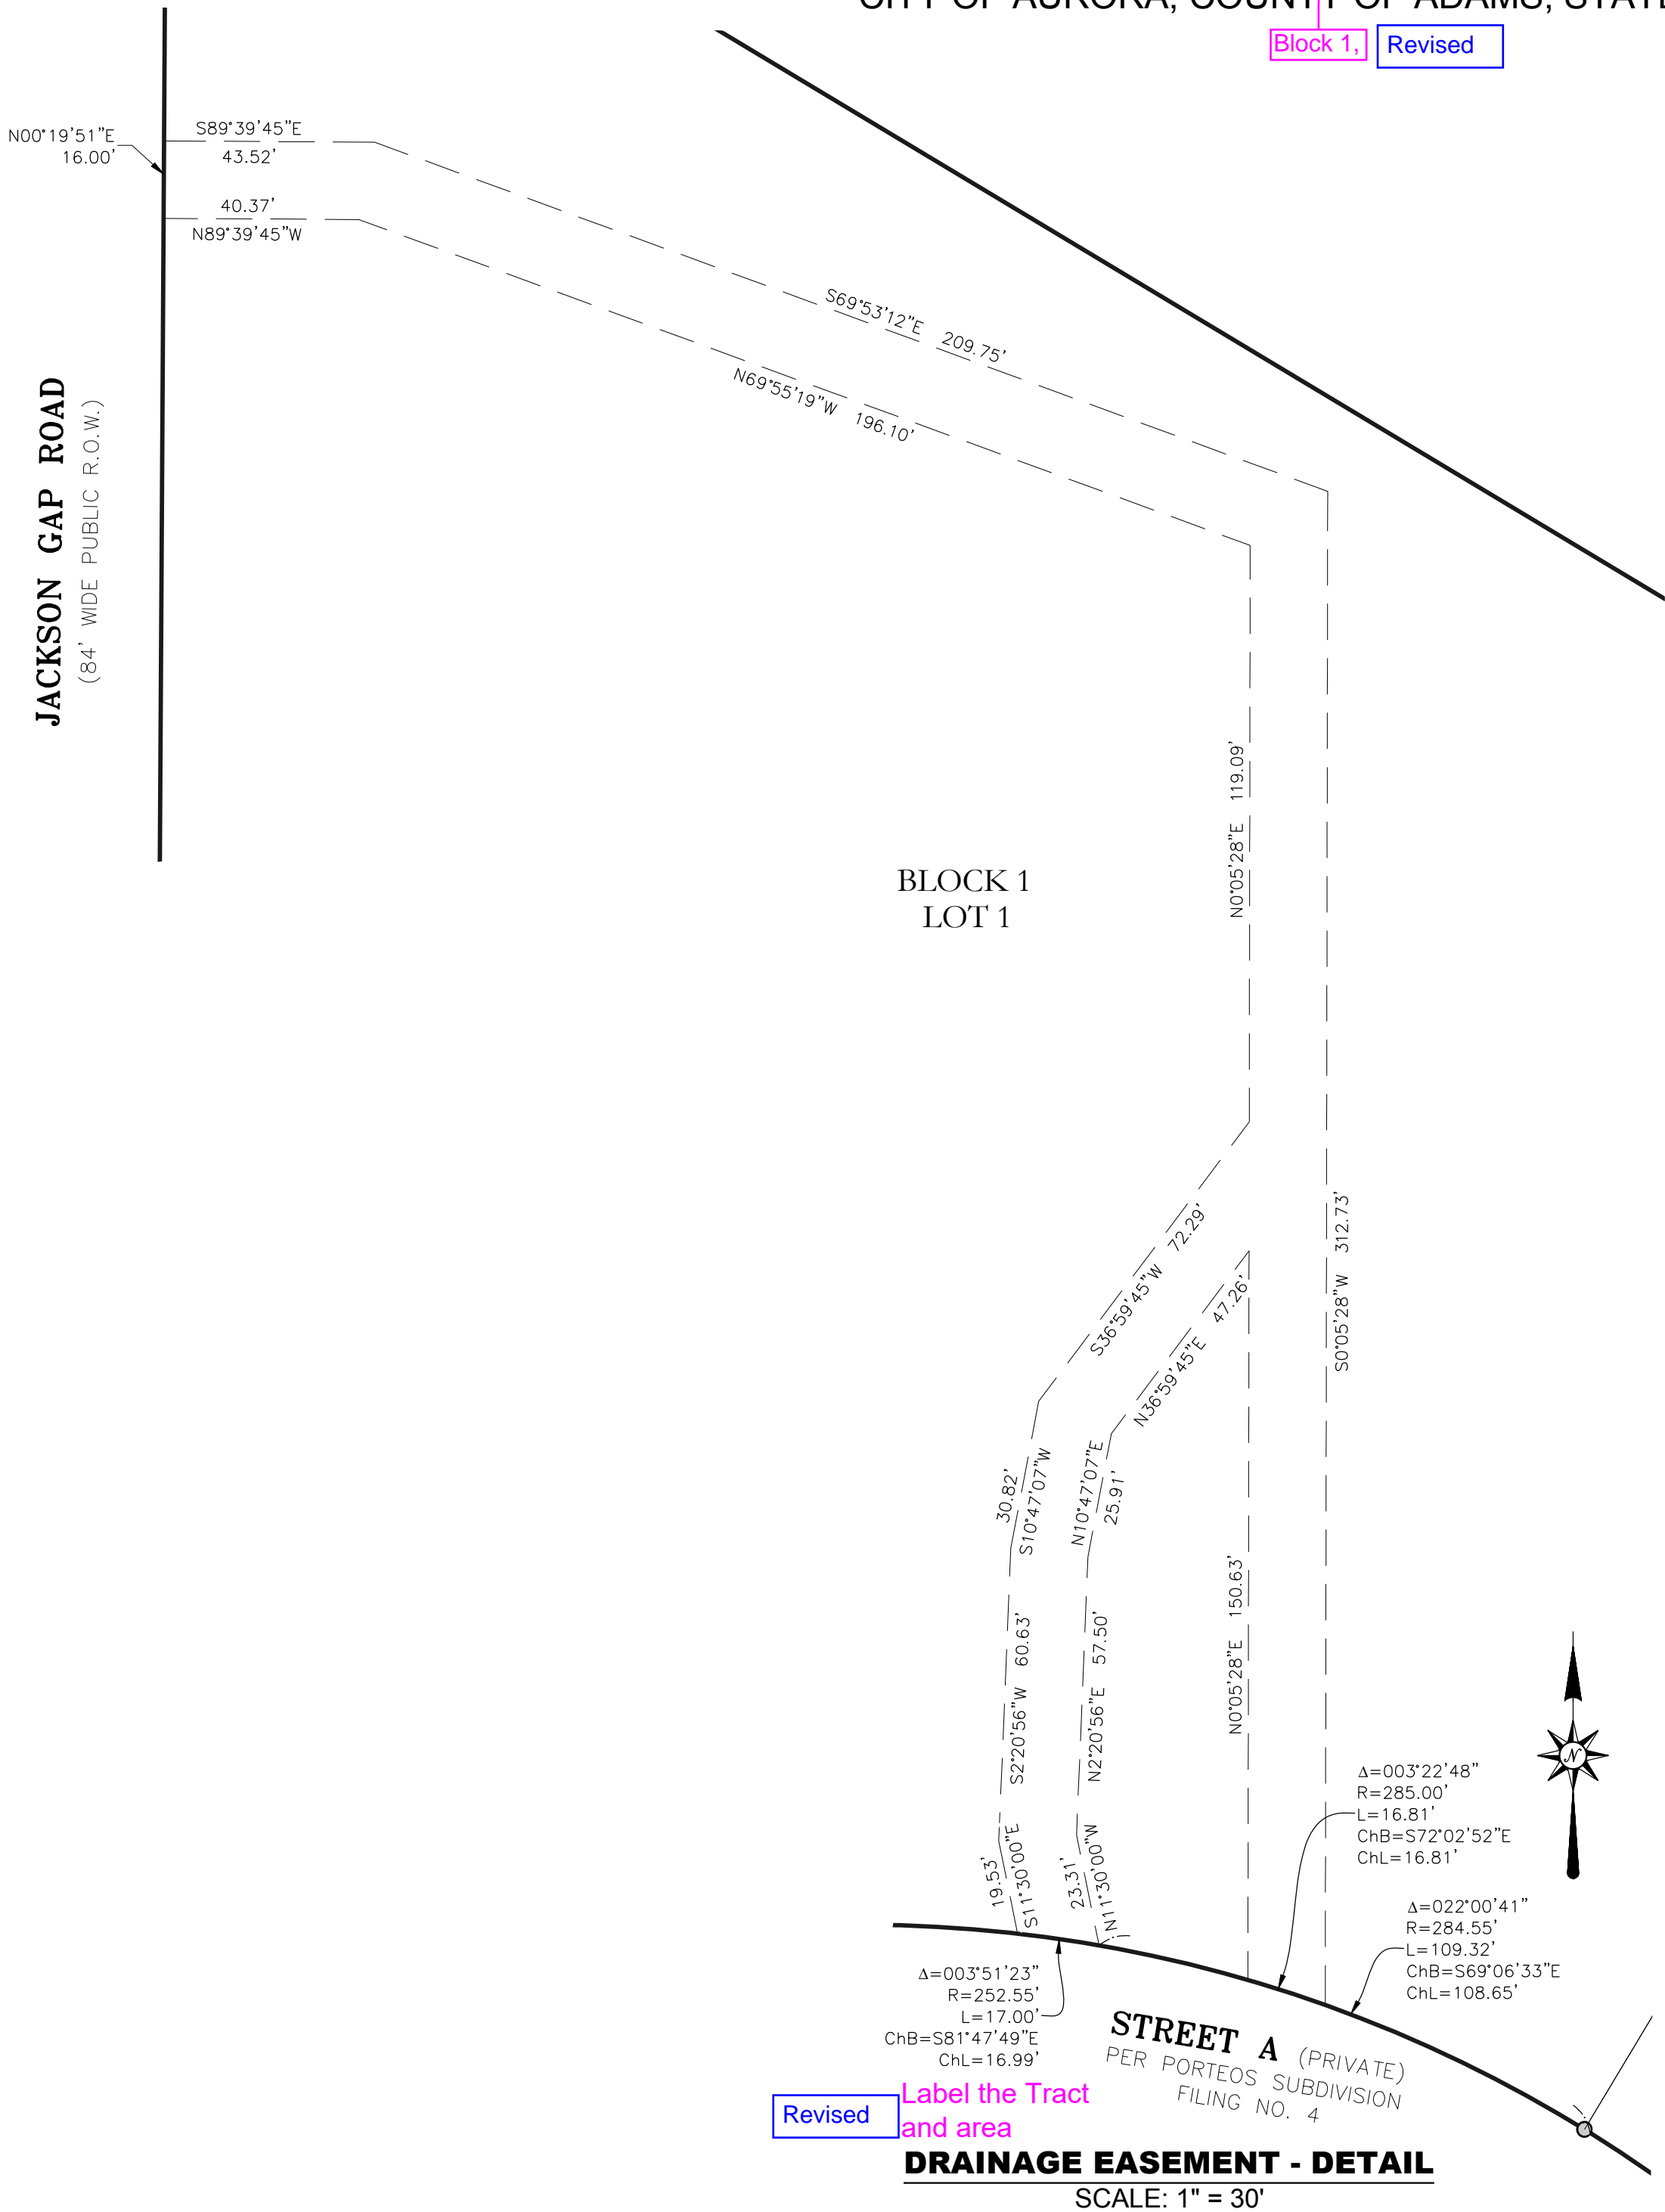 CITY OF AURORA, COUNTY OF ADAMS, STATE
Block 1,
Revised
N00°19'51"E
16.00'
S89°39'45"E
43.52'
40.37'
N89°39'45"W
S69°53'12"E 209.75'
N69°55'19"W 196.10'
JACKSON GAP ROAD
(84' WIDE PUBLIC R.O.W.)
N0°05'28"E 119.09'
BLOCK 1
LOT 1
S0°05'28"W 312.73'
S36°59'45"W 72.29'
N36°59'45"E 47.26'
30.82'
S10°47'07"W
N10°47'07"E
25.91'
S2°20'56"W 60.63'
N2°20'56"E 57.50'
N0°05'28"E 150.63'
19.53'
S11°30'00"E
23.31'
N11°30'00"W
N
Δ=003°22'48"
R=285.00'
L=16.81'
ChB=S72°02'52"E
ChL=16.81'
Δ=022°00'41"
R=284.55'
L=109.32'
ChB=S69°06'33"E
ChL=108.65'
Δ=003°51'23"
R=252.55'
L=17.00'
ChB=S81°47'49"E
ChL=16.99'
STREET A (PRIVATE)
PER PORTEOS SUBDIVISION
FILING NO. 4
Revised
Label the Tract
and area
DRAINAGE EASEMENT - DETAIL
SCALE: 1" = 30'